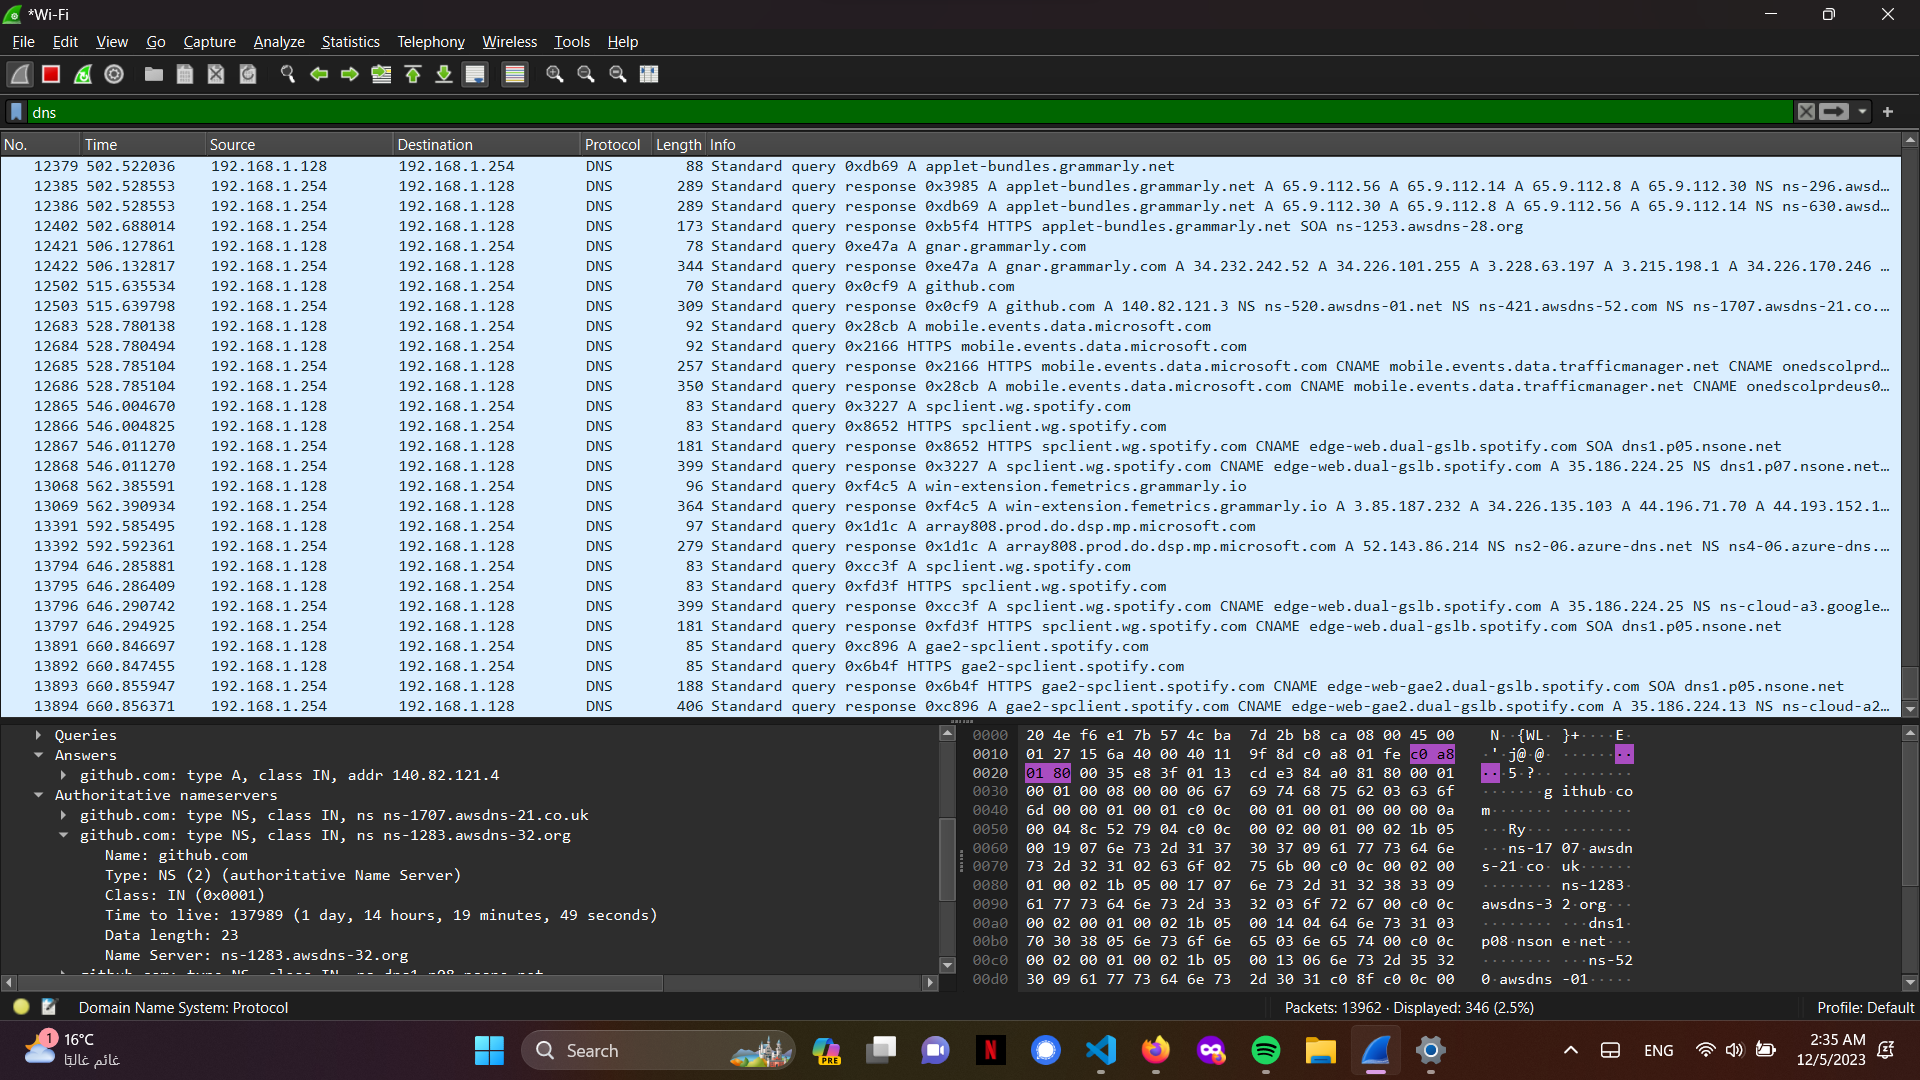 *Wi-Fi
File Edit View Go Capture Analyze Statistics Telephony Wireless Tools Help
dns
No. Time Source Destination Protocol Length Info
12379 502.522036 192.168.1.128 192.168.1.254 DNS 88 Standard query 0xdb69 A applet-bundles.grammarly.net
12385 502.528553 192.168.1.254 192.168.1.128 DNS 289 Standard query response 0x3985 A applet-bundles.grammarly.net A 65.9.112.56 A 65.9.112.14 A 65.9.112.8 A 65.9.112.30 NS ns-296.awsd…
12386 502.528553 192.168.1.254 192.168.1.128 DNS 289 Standard query response 0xdb69 A applet-bundles.grammarly.net A 65.9.112.30 A 65.9.112.8 A 65.9.112.56 A 65.9.112.14 NS ns-630.awsd…
12402 502.688014 192.168.1.254 192.168.1.128 DNS 173 Standard query response 0xb5f4 HTTPS applet-bundles.grammarly.net SOA ns-1253.awsdns-28.org
12421 506.127861 192.168.1.128 192.168.1.254 DNS 78 Standard query 0xe47a A gnar.grammarly.com
12422 506.132817 192.168.1.254 192.168.1.128 DNS 344 Standard query response 0xe47a A gnar.grammarly.com A 34.232.242.52 A 34.226.101.255 A 3.228.63.197 A 3.215.198.1 A 34.226.170.246 …
12502 515.635534 192.168.1.128 192.168.1.254 DNS 70 Standard query 0x0cf9 A github.com
12503 515.639798 192.168.1.254 192.168.1.128 DNS 309 Standard query response 0x0cf9 A github.com A 140.82.121.3 NS ns-520.awsdns-01.net NS ns-421.awsdns-52.com NS ns-1707.awsdns-21.co.…
12683 528.780138 192.168.1.128 192.168.1.254 DNS 92 Standard query 0x28cb A mobile.events.data.microsoft.com
12684 528.780494 192.168.1.128 192.168.1.254 DNS 92 Standard query 0x2166 HTTPS mobile.events.data.microsoft.com
12685 528.785104 192.168.1.254 192.168.1.128 DNS 257 Standard query response 0x2166 HTTPS mobile.events.data.microsoft.com CNAME mobile.events.data.trafficmanager.net CNAME onedscolprd…
12686 528.785104 192.168.1.254 192.168.1.128 DNS 350 Standard query response 0x28cb A mobile.events.data.microsoft.com CNAME mobile.events.data.trafficmanager.net CNAME onedscolprdeus0…
12865 546.004670 192.168.1.128 192.168.1.254 DNS 83 Standard query 0x3227 A spclient.wg.spotify.com
12866 546.004825 192.168.1.128 192.168.1.254 DNS 83 Standard query 0x8652 HTTPS spclient.wg.spotify.com
12867 546.011270 192.168.1.254 192.168.1.128 DNS 181 Standard query response 0x8652 HTTPS spclient.wg.spotify.com CNAME edge-web.dual-gslb.spotify.com SOA dns1.p05.nsone.net
12868 546.011270 192.168.1.254 192.168.1.128 DNS 399 Standard query response 0x3227 A spclient.wg.spotify.com CNAME edge-web.dual-gslb.spotify.com A 35.186.224.25 NS dns1.p07.nsone.net…
13068 562.385591 192.168.1.128 192.168.1.254 DNS 96 Standard query 0xf4c5 A win-extension.femetrics.grammarly.io
13069 562.390934 192.168.1.254 192.168.1.128 DNS 364 Standard query response 0xf4c5 A win-extension.femetrics.grammarly.io A 3.85.187.232 A 34.226.135.103 A 44.196.71.70 A 44.193.152.1…
13391 592.585495 192.168.1.128 192.168.1.254 DNS 97 Standard query 0x1d1c A array808.prod.do.dsp.mp.microsoft.com
13392 592.592361 192.168.1.254 192.168.1.128 DNS 279 Standard query response 0x1d1c A array808.prod.do.dsp.mp.microsoft.com A 52.143.86.214 NS ns2-06.azure-dns.net NS ns4-06.azure-dns.…
13794 646.285881 192.168.1.128 192.168.1.254 DNS 83 Standard query 0xcc3f A spclient.wg.spotify.com
13795 646.286409 192.168.1.128 192.168.1.254 DNS 83 Standard query 0xfd3f HTTPS spclient.wg.spotify.com
13796 646.290742 192.168.1.254 192.168.1.128 DNS 399 Standard query response 0xcc3f A spclient.wg.spotify.com CNAME edge-web.dual-gslb.spotify.com A 35.186.224.25 NS ns-cloud-a3.google…
13797 646.294925 192.168.1.254 192.168.1.128 DNS 181 Standard query response 0xfd3f HTTPS spclient.wg.spotify.com CNAME edge-web.dual-gslb.spotify.com SOA dns1.p05.nsone.net
13891 660.846697 192.168.1.128 192.168.1.254 DNS 85 Standard query 0xc896 A gae2-spclient.spotify.com
13892 660.847455 192.168.1.128 192.168.1.254 DNS 85 Standard query 0x6b4f HTTPS gae2-spclient.spotify.com
13893 660.855947 192.168.1.254 192.168.1.128 DNS 188 Standard query response 0x6b4f HTTPS gae2-spclient.spotify.com CNAME edge-web-gae2.dual-gslb.spotify.com SOA dns1.p05.nsone.net
13894 660.856371 192.168.1.254 192.168.1.128 DNS 406 Standard query response 0xc896 A gae2-spclient.spotify.com CNAME edge-web-gae2.dual-gslb.spotify.com A 35.186.224.13 NS ns-cloud-a2…
Queries
Answers
github.com: type A, class IN, addr 140.82.121.4
Authoritative nameservers
github.com: type NS, class IN, ns ns-1707.awsdns-21.co.uk
github.com: type NS, class IN, ns ns-1283.awsdns-32.org
Name: github.com
Type: NS (2) (authoritative Name Server)
Class: IN (0x0001)
Time to live: 137989 (1 day, 14 hours, 19 minutes, 49 seconds)
Data length: 23
Name Server: ns-1283.awsdns-32.org
github.com: type NS, class IN, ns dns1.p08.nsone.net
0000 20 4e f6 e1 7b 57 4c ba 7d 2b b8 ca 08 00 45 00 N··{WL·}+····E·
0010 01 27 15 6a 40 00 40 11 9f 8d c0 a8 01 fe c0 a8 ·'·j@·@·········
0020 01 80 00 35 e8 3f 01 13 cd e3 84 a0 81 80 00 01 ···5·?··········
0030 00 01 00 08 00 00 06 67 69 74 68 75 62 03 63 6f ·······github·co
0040 6d 00 00 01 00 01 c0 0c 00 01 00 01 00 00 00 0a m···············
0050 00 04 8c 52 79 04 c0 0c 00 02 00 01 00 02 1b 05 ···Ry···········
0060 00 19 07 6e 73 2d 31 37 30 37 09 61 77 73 64 6e ···ns-1707·awsdn
0070 73 2d 32 31 02 63 6f 02 75 6b 00 c0 0c 00 02 00 s-21·co·uk······
0080 01 00 02 1b 05 00 17 07 6e 73 2d 31 32 38 33 09 ········ns-1283·
0090 61 77 73 64 6e 73 2d 33 32 03 6f 72 67 00 c0 0c awsdns-32·org···
00a0 00 02 00 01 00 02 1b 05 00 14 04 64 6e 73 31 03 ···········dns1·
00b0 70 30 38 05 6e 73 6f 6e 65 03 6e 65 74 00 c0 0c p08·nsone·net···
00c0 00 02 00 01 00 02 1b 05 00 13 06 6e 73 2d 35 32 ···········ns-52
00d0 30 09 61 77 73 64 6e 73 2d 30 31 c0 8f c0 0c 00 0·awsdns-01·····
Domain Name System: Protocol
Packets: 13962 · Displayed: 346 (2.5%)
Profile: Default
1
16°C
غائم غالبًا
Search
PRE
N
ENG
2:35 AM
12/5/2023